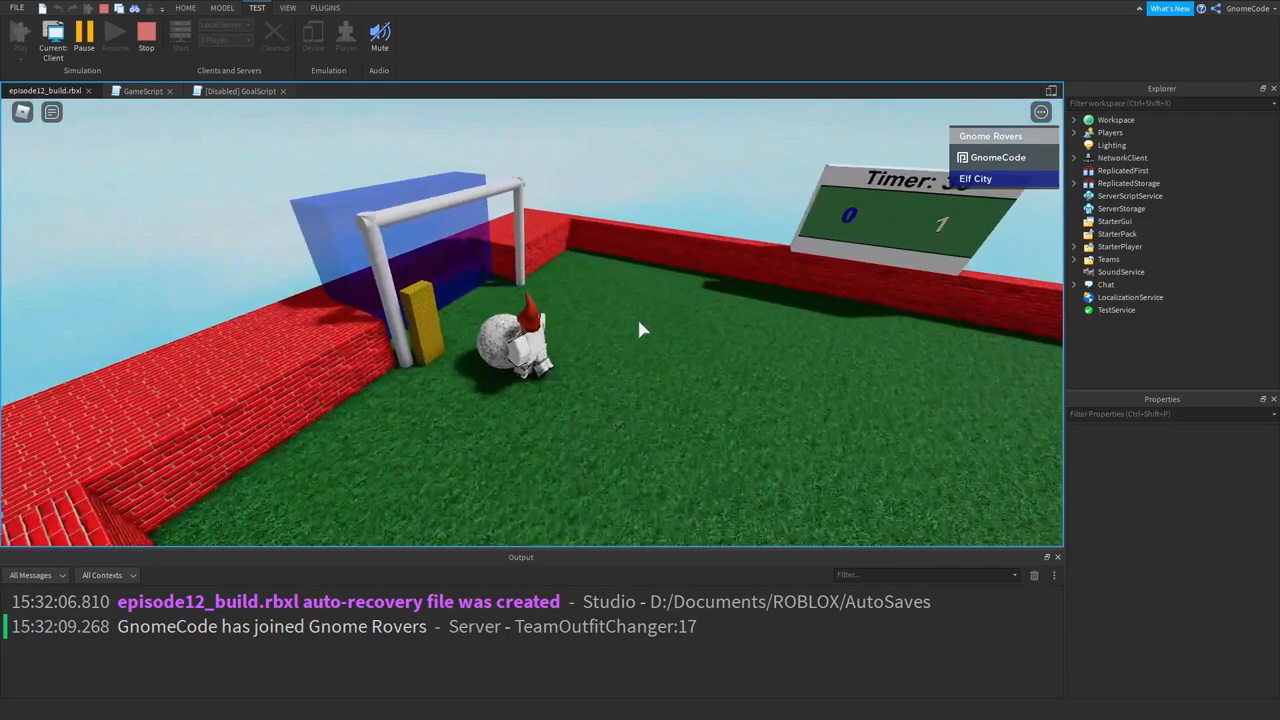 FILE HOME MODEL TEST VIEW PLUGINS What's New GnomeCode
Play Current: Client Pause Resume Stop Local Server 1 Player Start Cleanup Device Player Mute
Simulation Clients and Servers Emulation Audio
episode12_build.rbxl GameScript [Disabled] GoalScript
Gnome Rovers
GnomeCode
Elf City
Timer:
0 1
Explorer
Filter workspace (Ctrl+Shift+X)
Workspace
Players
Lighting
NetworkClient
ReplicatedFirst
ReplicatedStorage
ServerScriptService
ServerStorage
StarterGui
StarterPack
StarterPlayer
Teams
SoundService
Chat
LocalizationService
TestService
Properties
Filter Properties (Ctrl+Shift+P)
Output
All Messages All Contexts Filter...
15:32:06.810 episode12_build.rbxl auto-recovery file was created - Studio - D:/Documents/ROBLOX/AutoSaves
15:32:09.268 GnomeCode has joined Gnome Rovers - Server - TeamOutfitChanger:17